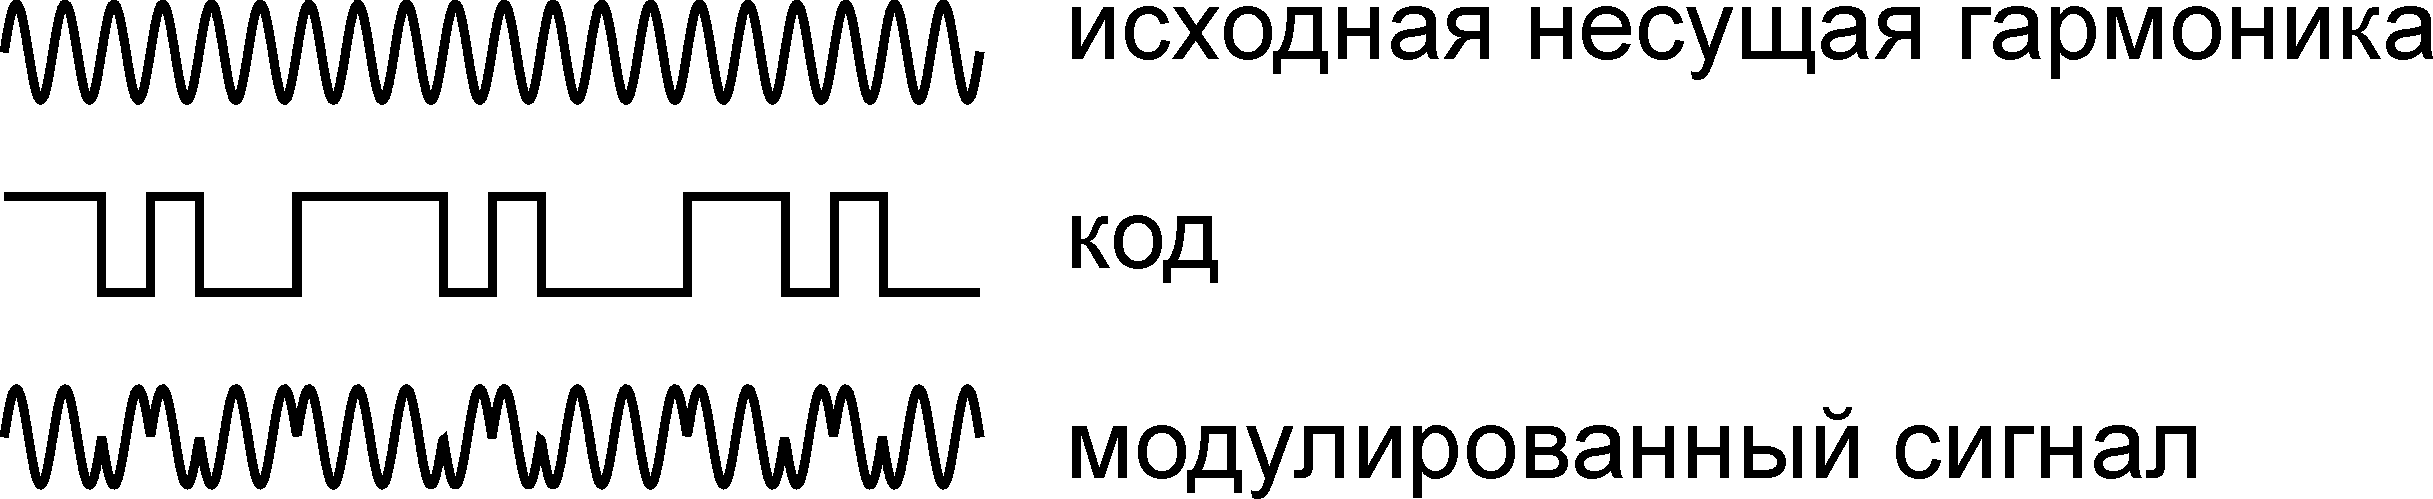 исходная несущая гармоника
код
модулированный сигнал